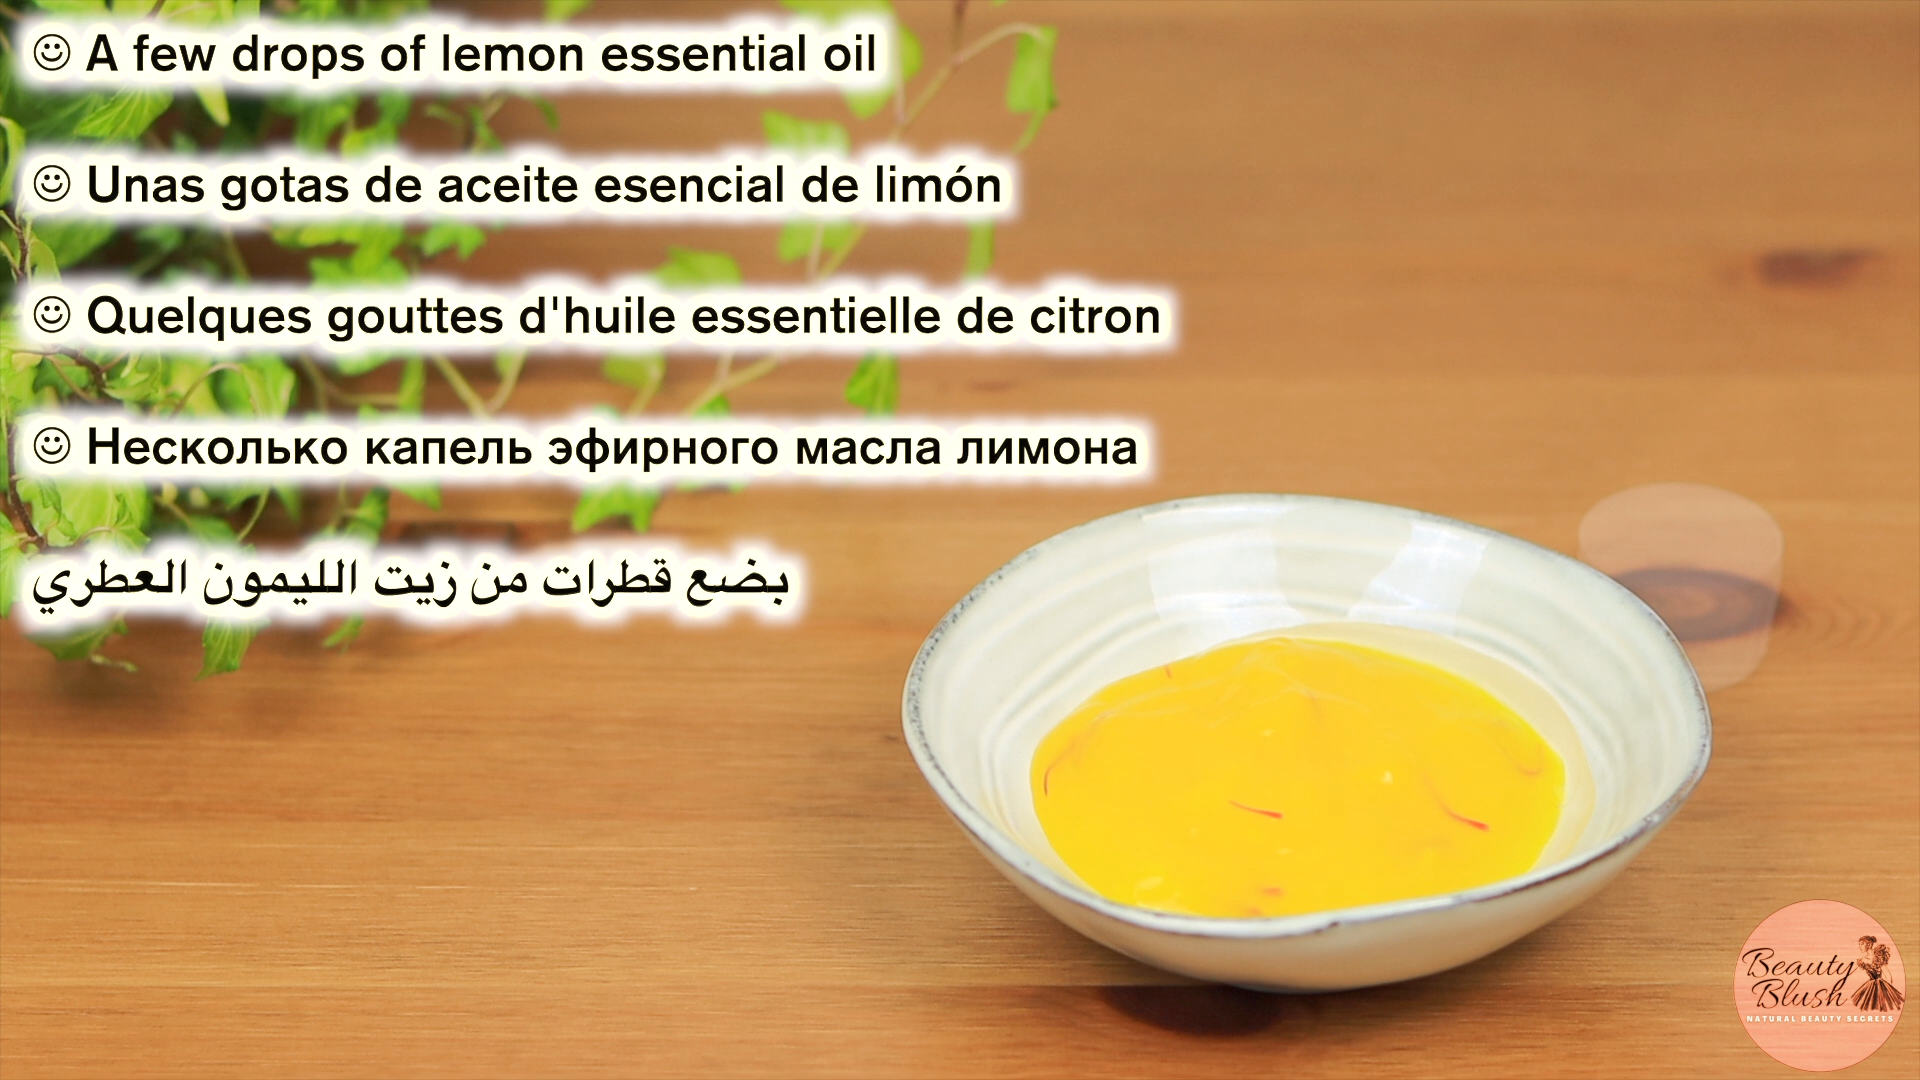 ☺ A few drops of lemon essential oil
☺ Unas gotas de aceite esencial de limón
☺ Quelques gouttes d'huile essentielle de citron
☺ Несколько капель эфирного масла лимона
بضع قطرات من زيت الليمون العطري
Beauty
Blush
NATURAL BEAUTY SECRETS